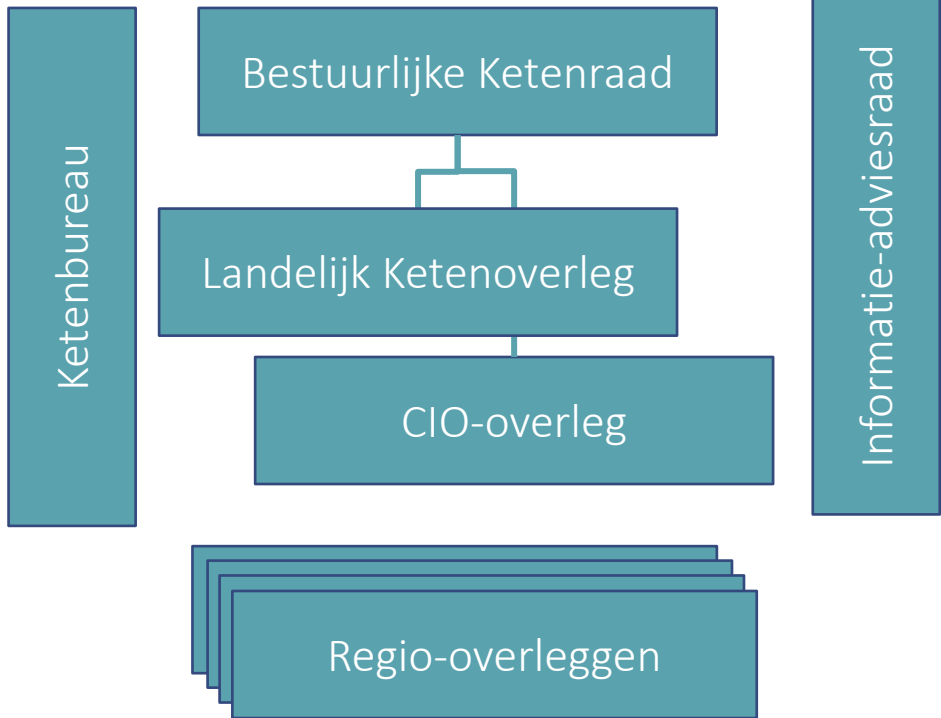 Ketenbureau
Bestuurlijke Ketenraad
Landelijk Ketenoverleg
CIO-overleg
Regio-overleggen
Informatie-adviesraad